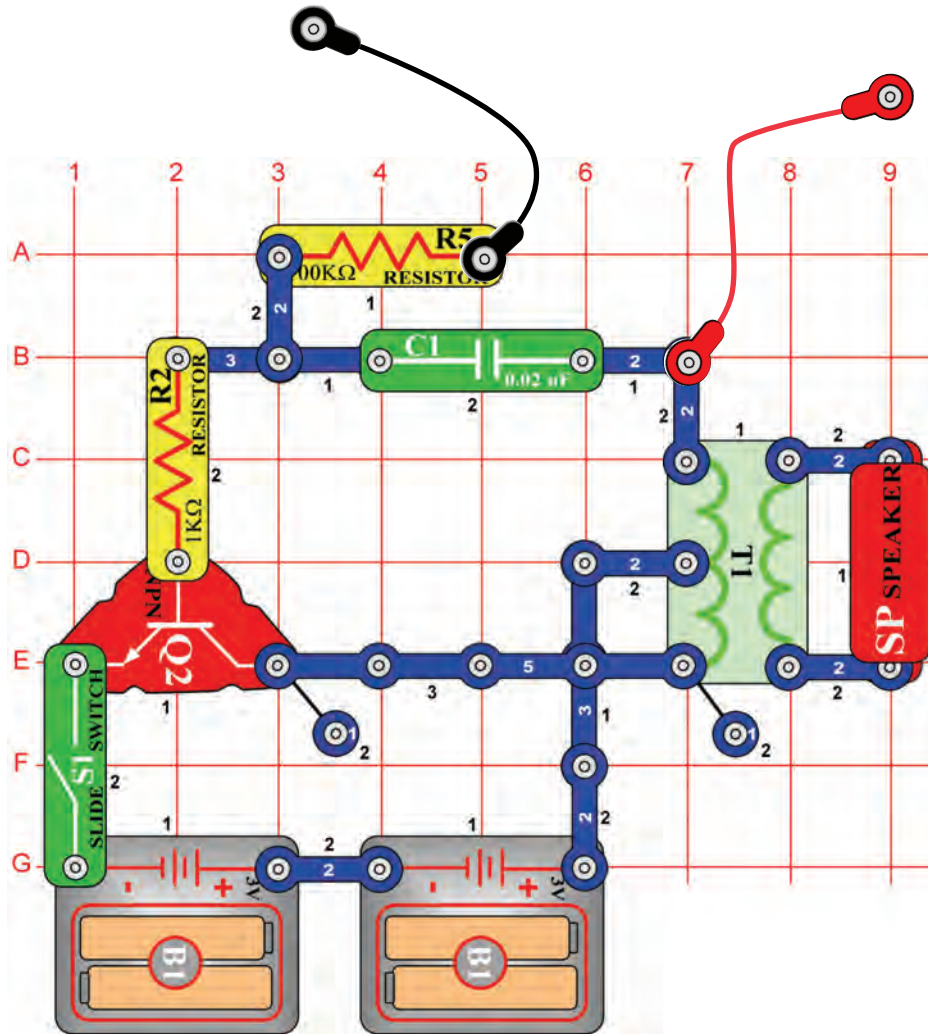 1 2 3 4 5 6 7 8 9
A
R5
00KΩ
RESISTOR
1
2
2
B
3
1
C1
0.02 uF
2
2
1
R2
RESISTOR
1KΩ
2
2
2
1
C
2
2
D
NPN
Q2
1
2
2
T1
1
SP SPEAKER
E
3
5
2
2
S1
SLIDE SWITCH
2
1
2
3
1
1
2
F
2
2
G
1
- +
3V
B1
2
2
1
- +
3V
B1